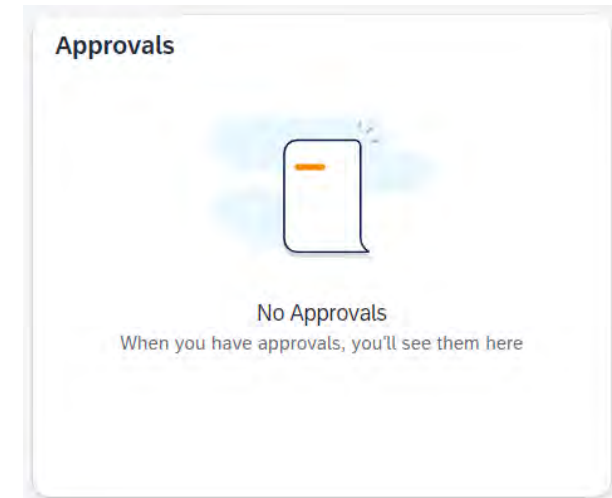 Approvals
No Approvals
When you have approvals, you'll see them here